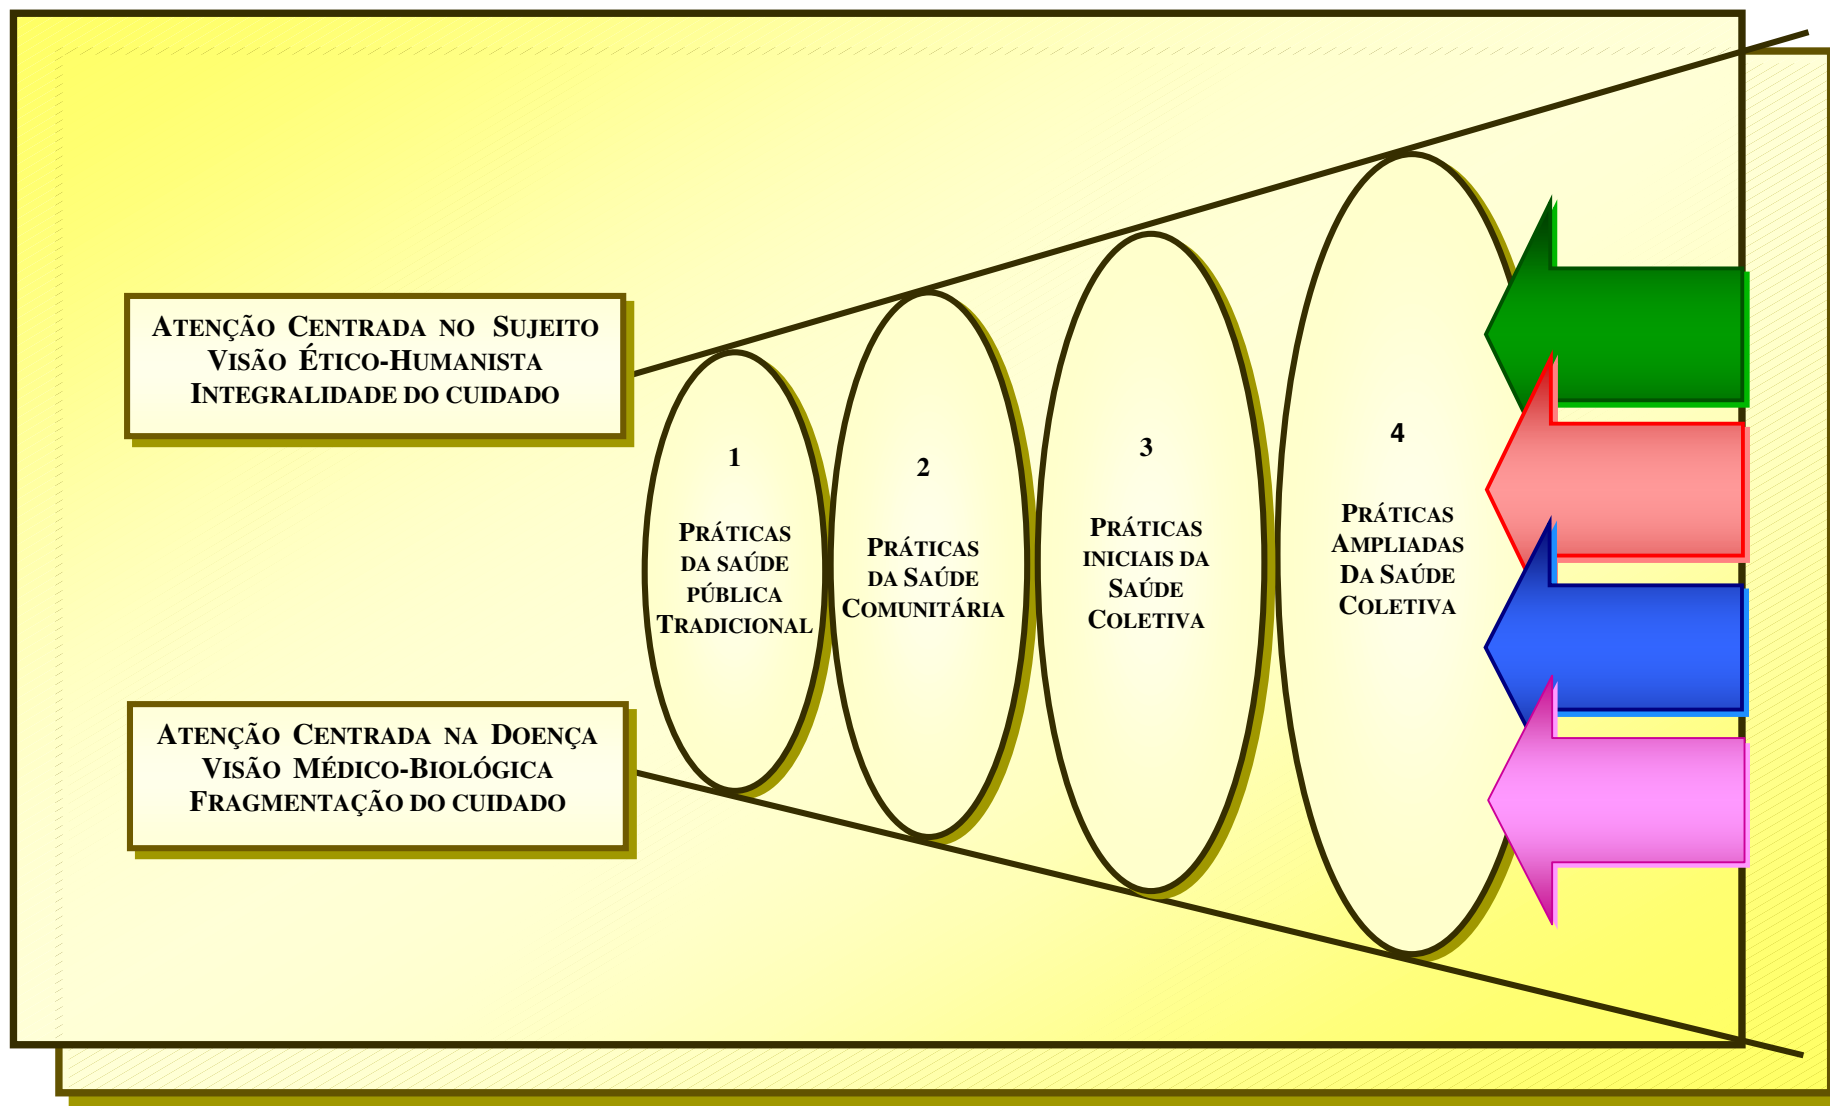 ATENÇÃO CENTRADA NO SUJEITO
VISÃO ÉTICO-HUMANISTA
INTEGRALIDADE DO CUIDADO
ATENÇÃO CENTRADA NA DOENÇA
VISÃO MÉDICO-BIOLÓGICA
FRAGMENTAÇÃO DO CUIDADO
1
PRÁTICAS
DA SAÚDE
PÚBLICA
TRADICIONAL
2
PRÁTICAS
DA SAÚDE
COMUNITÁRIA
3
PRÁTICAS
INICIAIS DA
SAÚDE
COLETIVA
4
PRÁTICAS
AMPLIADAS
DA SAÚDE
COLETIVA